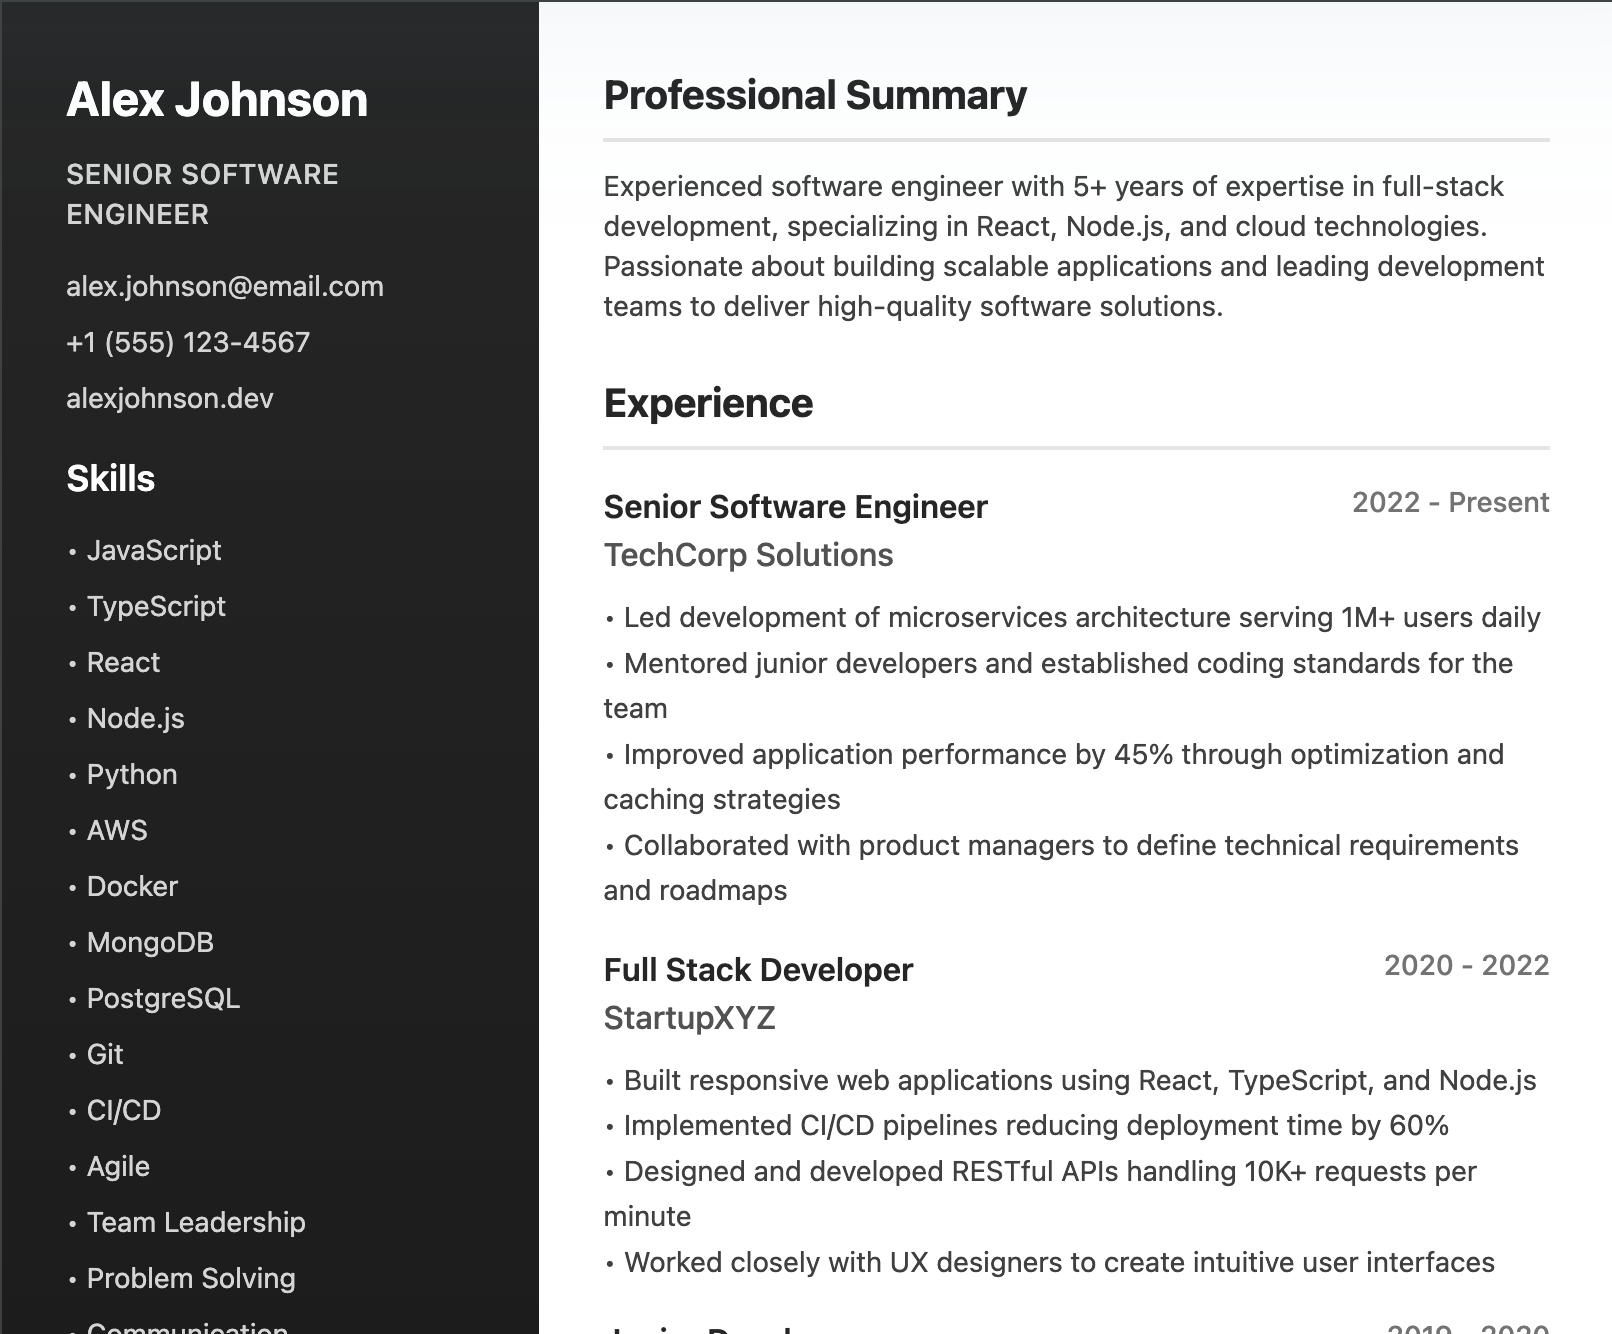 Alex Johnson
SENIOR SOFTWARE
ENGINEER
alex.johnson@email.com
+1 (555) 123-4567
alexjohnson.dev
Skills
• JavaScript
• TypeScript
• React
• Node.js
• Python
• AWS
• Docker
• MongoDB
• PostgreSQL
• Git
• CI/CD
• Agile
• Team Leadership
• Problem Solving
• Communication
Professional Summary
Experienced software engineer with 5+ years of expertise in full-stack
development, specializing in React, Node.js, and cloud technologies.
Passionate about building scalable applications and leading development
teams to deliver high-quality software solutions.
Experience
Senior Software Engineer 2022 - Present
TechCorp Solutions
• Led development of microservices architecture serving 1M+ users daily
• Mentored junior developers and established coding standards for the
team
• Improved application performance by 45% through optimization and
caching strategies
• Collaborated with product managers to define technical requirements
and roadmaps
Full Stack Developer 2020 - 2022
StartupXYZ
• Built responsive web applications using React, TypeScript, and Node.js
• Implemented CI/CD pipelines reducing deployment time by 60%
• Designed and developed RESTful APIs handling 10K+ requests per
minute
• Worked closely with UX designers to create intuitive user interfaces
2019 - 2020